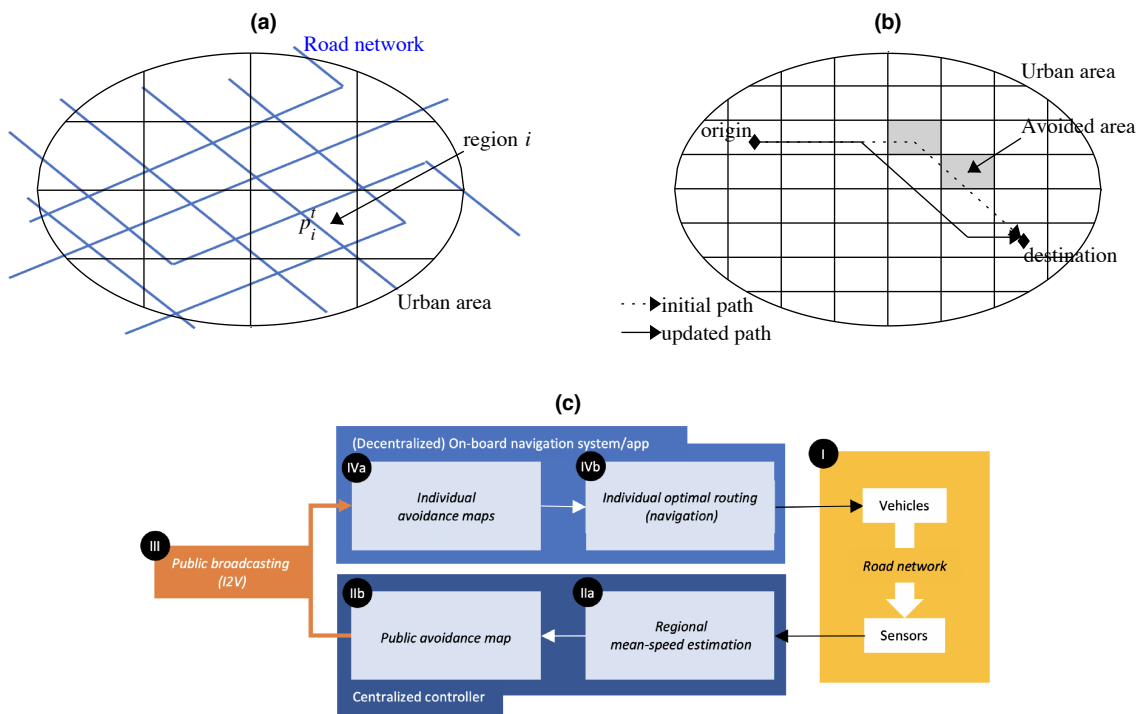 (a)
Road network
region i
p_i^t
Urban area
(b)
Urban area
origin
Avoided area
destination
initial path
updated path
(c)
(Decentralized) On-board navigation system/app
IVa
Individual
avoidance maps
IVb
Individual optimal routing
(navigation)
I
Vehicles
Road network
Sensors
III
Public broadcasting
(I2V)
IIb
Public avoidance map
IIa
Regional
mean-speed estimation
Centralized controller